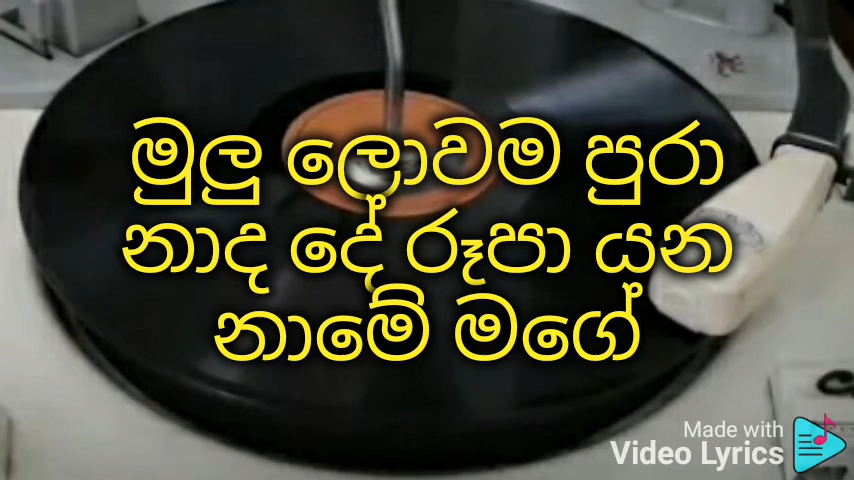 මුලු ලොවම පුරා
නාද දේ රූපා යන
නාමේ මගේ
Made with
Video Lyrics